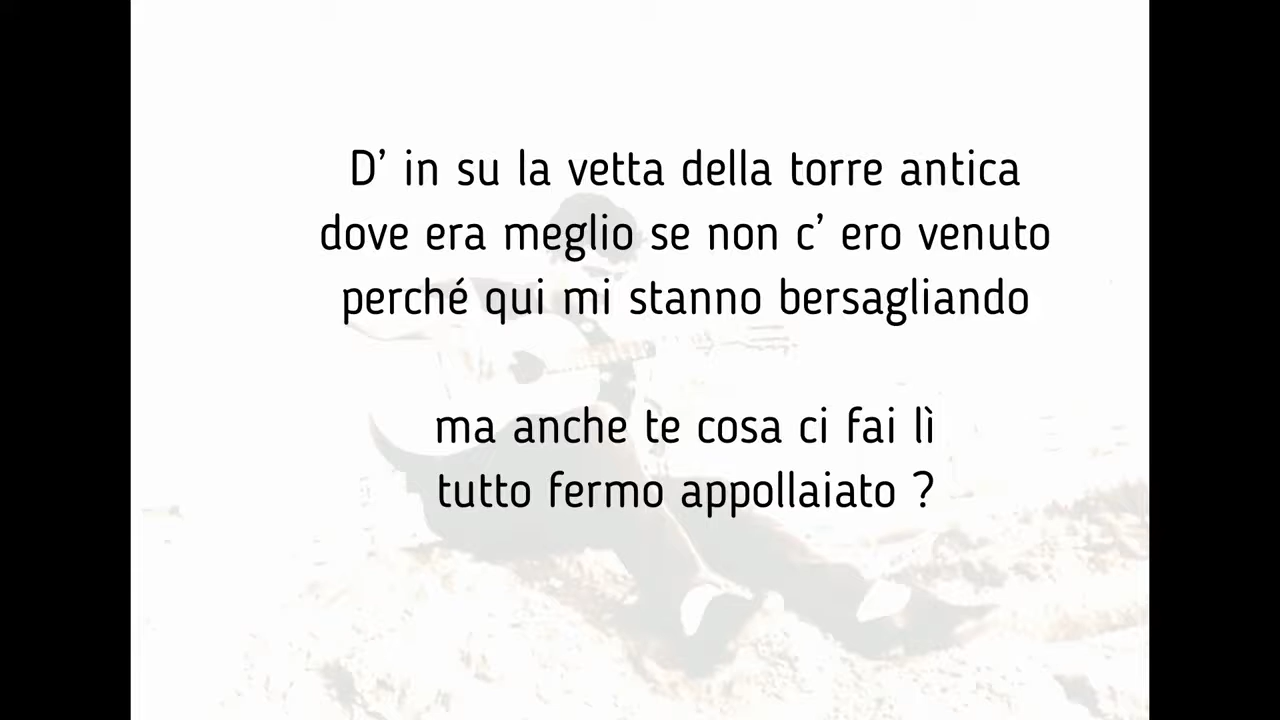 D’ in su la vetta della torre antica
dove era meglio se non c’ ero venuto
perché qui mi stanno bersagliando
ma anche te cosa ci fai lì
tutto fermo appollaiato ?